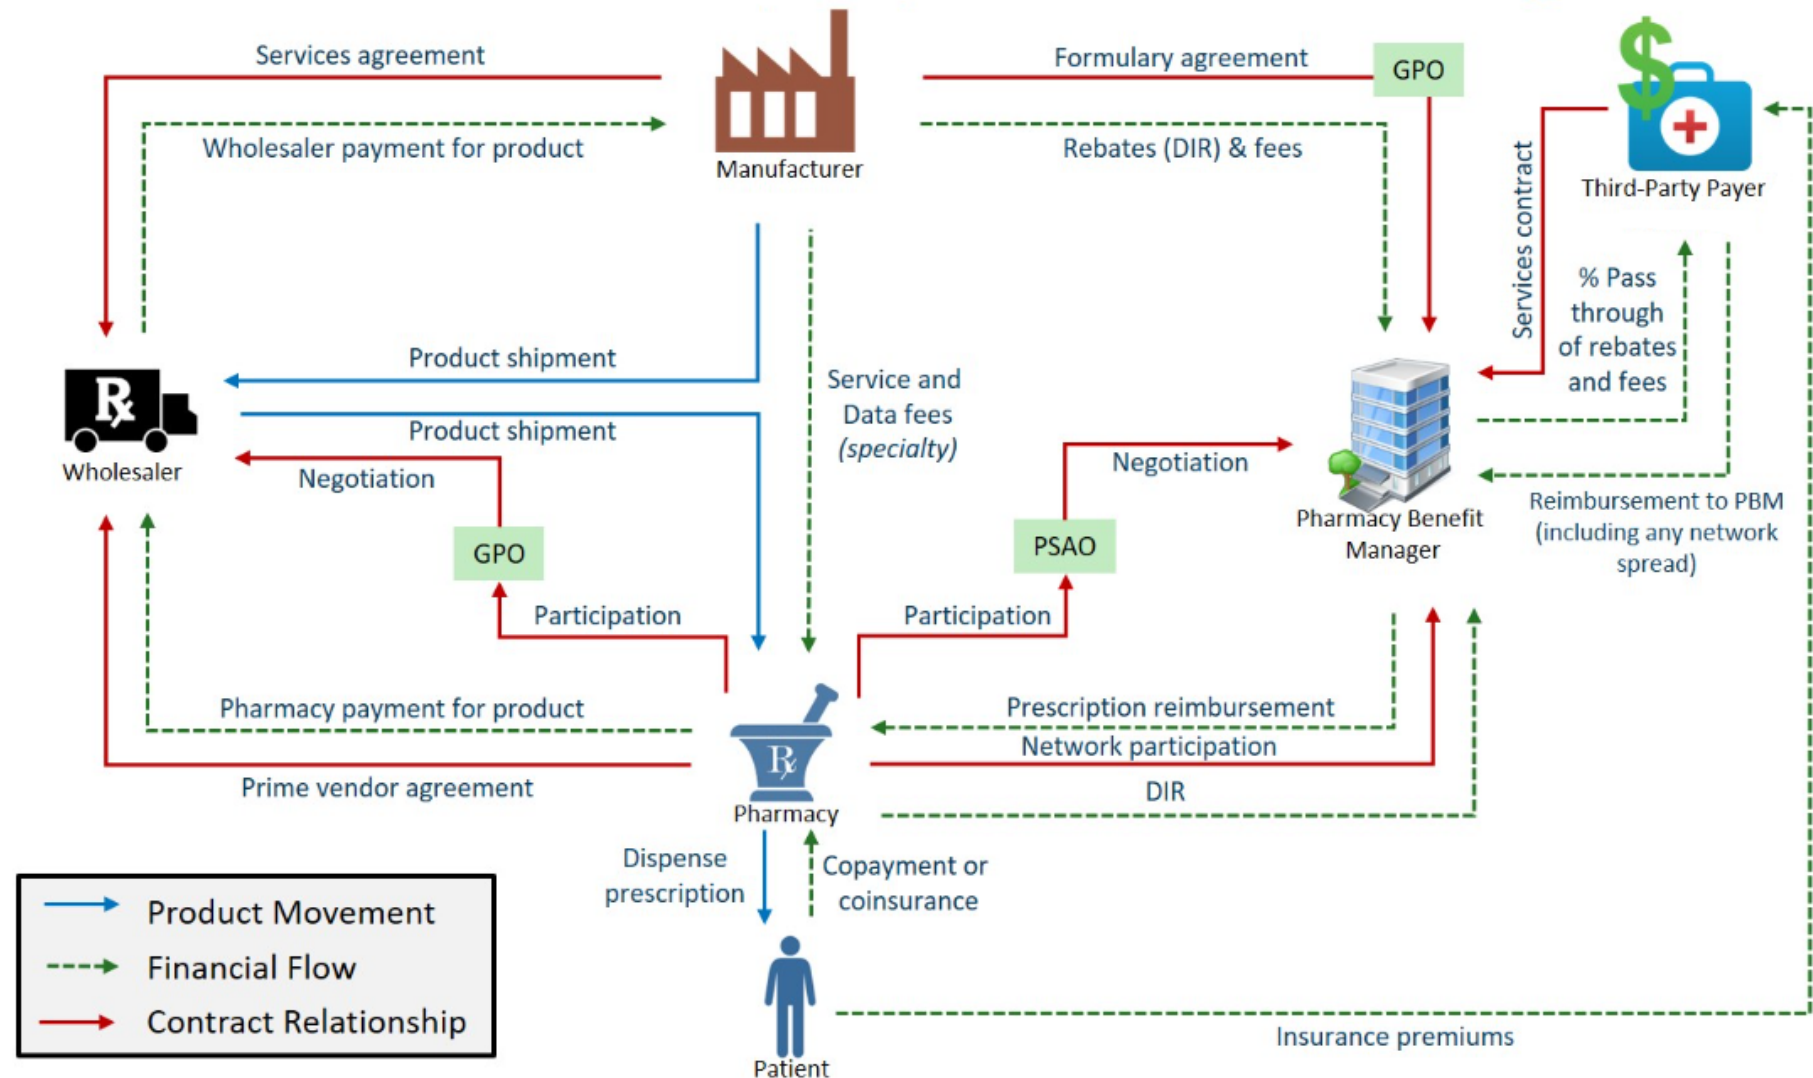 Services agreement
Formulary agreement
GPO
Wholesaler payment for product
Rebates (DIR) & fees
Manufacturer
Third-Party Payer
Services contract
% Pass
through
of rebates
and fees
Product shipment
Service and
Data fees
(specialty)
Rx
Product shipment
Wholesaler
Negotiation
Negotiation
Reimbursement to PBM
(including any network
spread)
Pharmacy Benefit
Manager
GPO
PSAO
Participation
Participation
Pharmacy payment for product
Prescription reimbursement
Network participation
Rx
Prime vendor agreement
DIR
Pharmacy
Dispense
prescription
Copayment or
coinsurance
Product Movement
Financial Flow
Contract Relationship
Insurance premiums
Patient